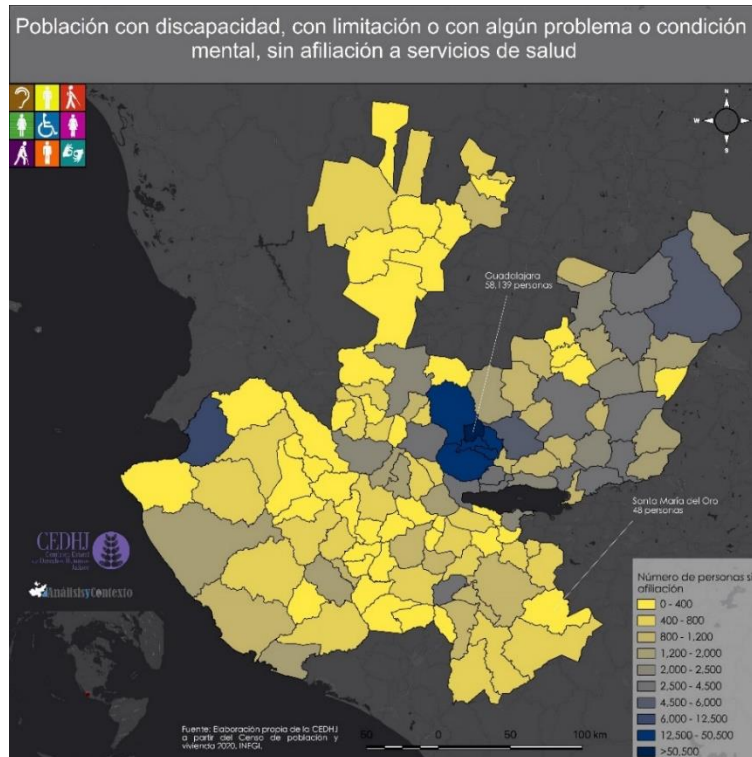 Población con discapacidad, con limitación o con algún problema o condición
mental, sin afiliación a servicios de salud
N
W
S
Guadalajara
58,139 personas
Santa María del Oro
48 personas
CEDHJ
AnálisisyContexto
Número de personas si
afiliación
0 - 400
400 - 800
800 - 1,200
1,200 - 2,000
2,000 - 2,500
2,500 - 4,500
4,500 - 6,000
6,000 - 12,500
12,500 - 50,500
>50,500
Fuente: Elaboración propia de la CEDHJ
a partir del Censo de población y
vivienda 2020, INEGI.
50 0 50 100 km